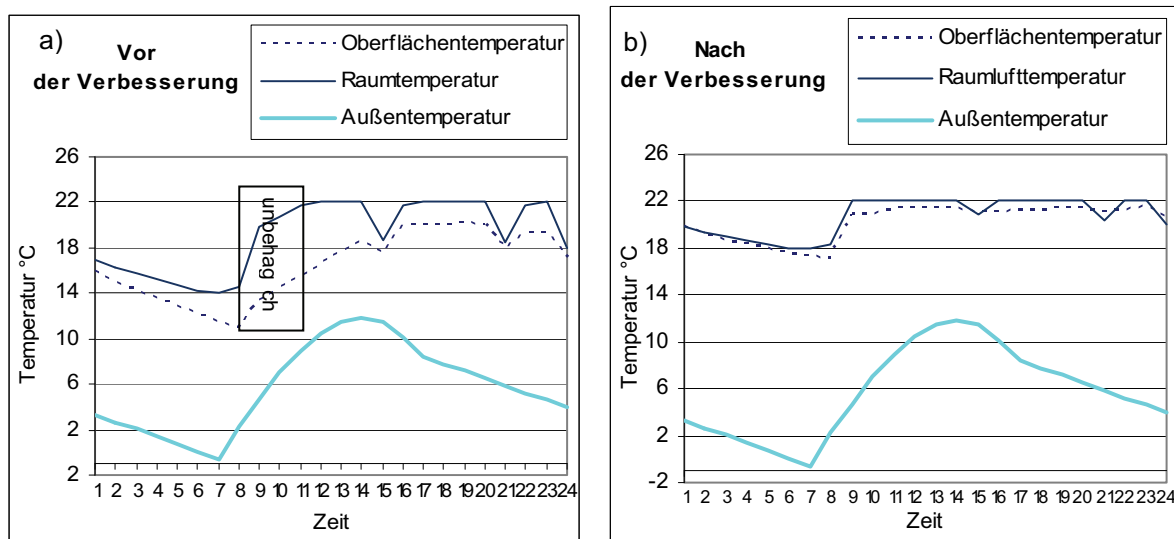 a)
Vor
der Verbesserung
Oberflächentemperatur
Raumtemperatur
Außentemperatur
Temperatur °C
26
22
18
14
10
6
2
2
unbehag ch
1 2 3 4 5 6 7 8 9 10 11 12 13 14 15 16 17 18 19 20 21 22 23 24
Zeit
b)
Nach
der Verbesserung
Oberflächentemperatur
Raumlufttemperatur
Außentemperatur
Temperatur °C
26
22
18
14
10
6
2
-2
1 2 3 4 5 6 7 8 9 10 11 12 13 14 15 16 17 18 19 20 21 22 23 24
Zeit